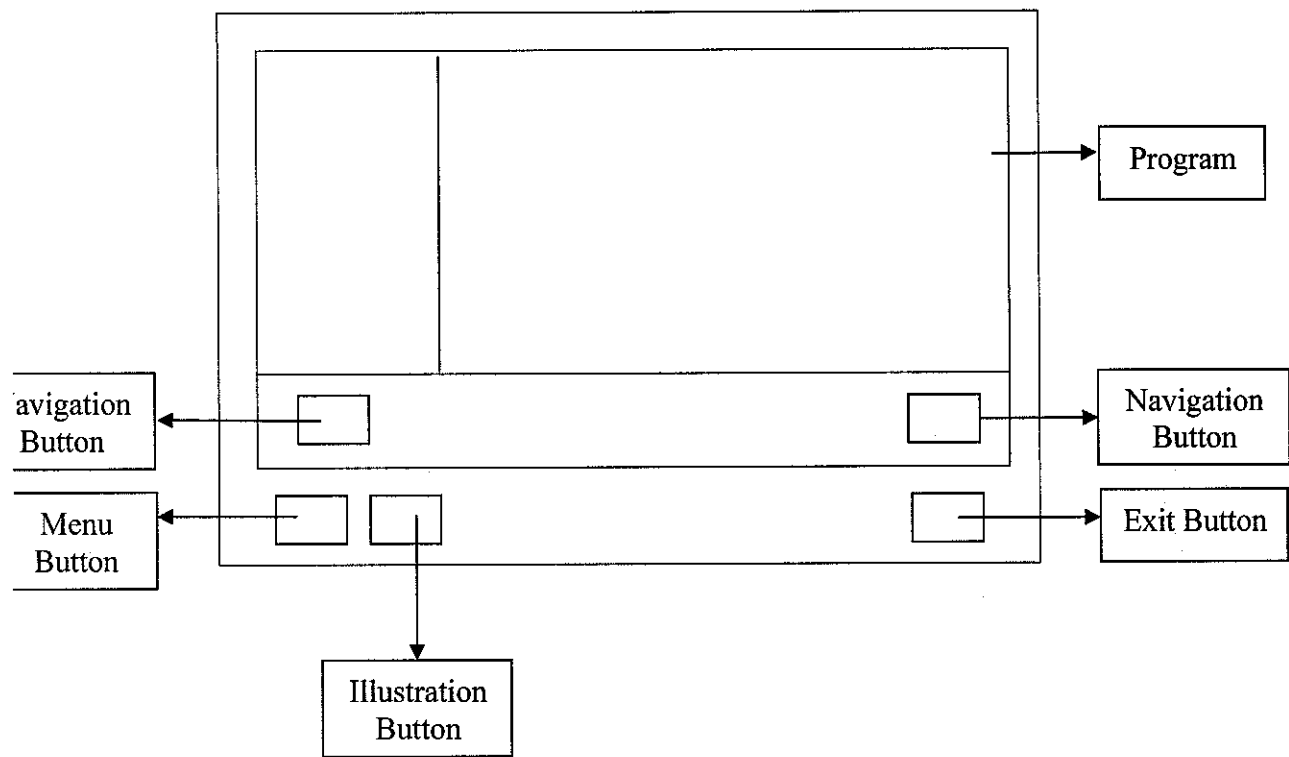 Program
avigation
Button
Navigation
Button
Menu
Button
Exit Button
Illustration
Button